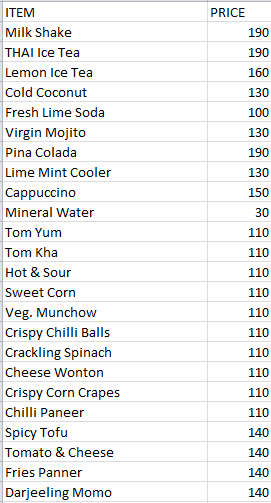 ITEM PRICE
Milk Shake 190
THAI Ice Tea 190
Lemon Ice Tea 160
Cold Coconut 130
Fresh Lime Soda 100
Virgin Mojito 130
Pina Colada 190
Lime Mint Cooler 130
Cappuccino 150
Mineral Water 30
Tom Yum 110
Tom Kha 110
Hot & Sour 110
Sweet Corn 110
Veg. Munchow 110
Crispy Chilli Balls 110
Crackling Spinach 110
Cheese Wonton 110
Crispy Corn Crapes 110
Chilli Paneer 110
Spicy Tofu 140
Tomato & Cheese 140
Fries Panner 140
Darjeeling Momo 140